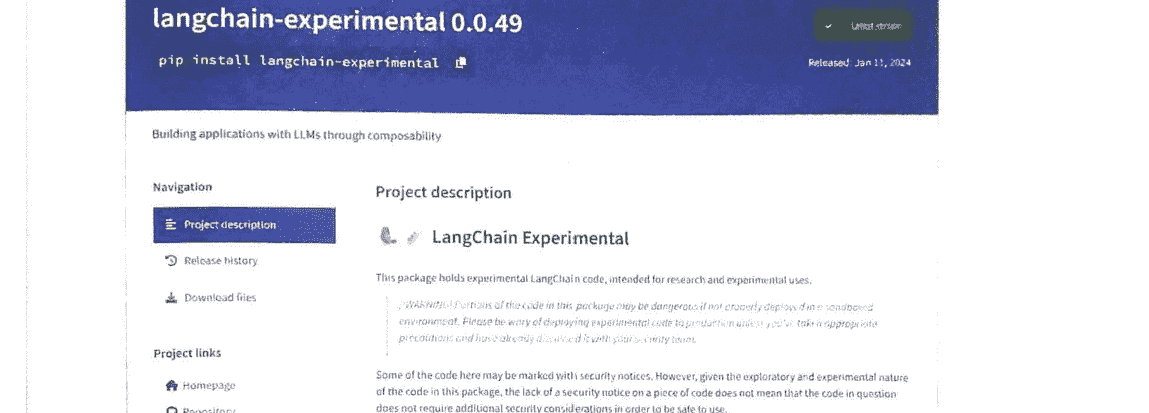 langchain-experimental 0.0.49
Latest version
pip install langchain-experimental
Released: Jan 11, 2024
Building applications with LLMs through composability
Navigation
Project description
Release history
Download files
Project links
Homepage
Repository
Project description
LangChain Experimental
This package holds experimental LangChain code, intended for research and experimental uses.
[WARNING] Portions of the code in this package may be dangerous if not properly deployed in a sandboxed
environment. Please be wary of deploying experimental code to production unless you've taken appropriate
precautions and have already discussed it with your security team.
Some of the code here may be marked with security notices. However, given the exploratory and experimental nature
of the code in this package, the lack of a security notice on a piece of code does not mean that the code in question
does not require additional security considerations in order to be safe to use.